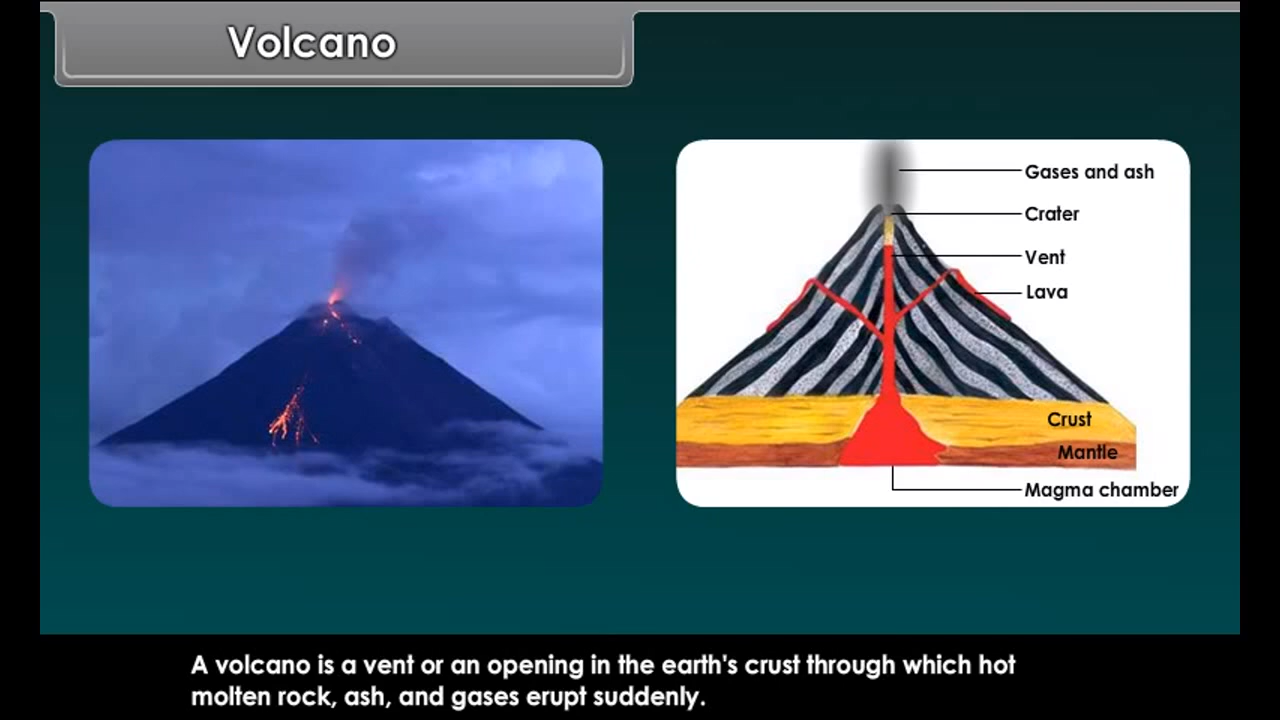 Volcano
Gases and ash
Crater
Vent
Lava
Crust
Mantle
Magma chamber
A volcano is a vent or an opening in the earth's crust through which hot
molten rock, ash, and gases erupt suddenly.